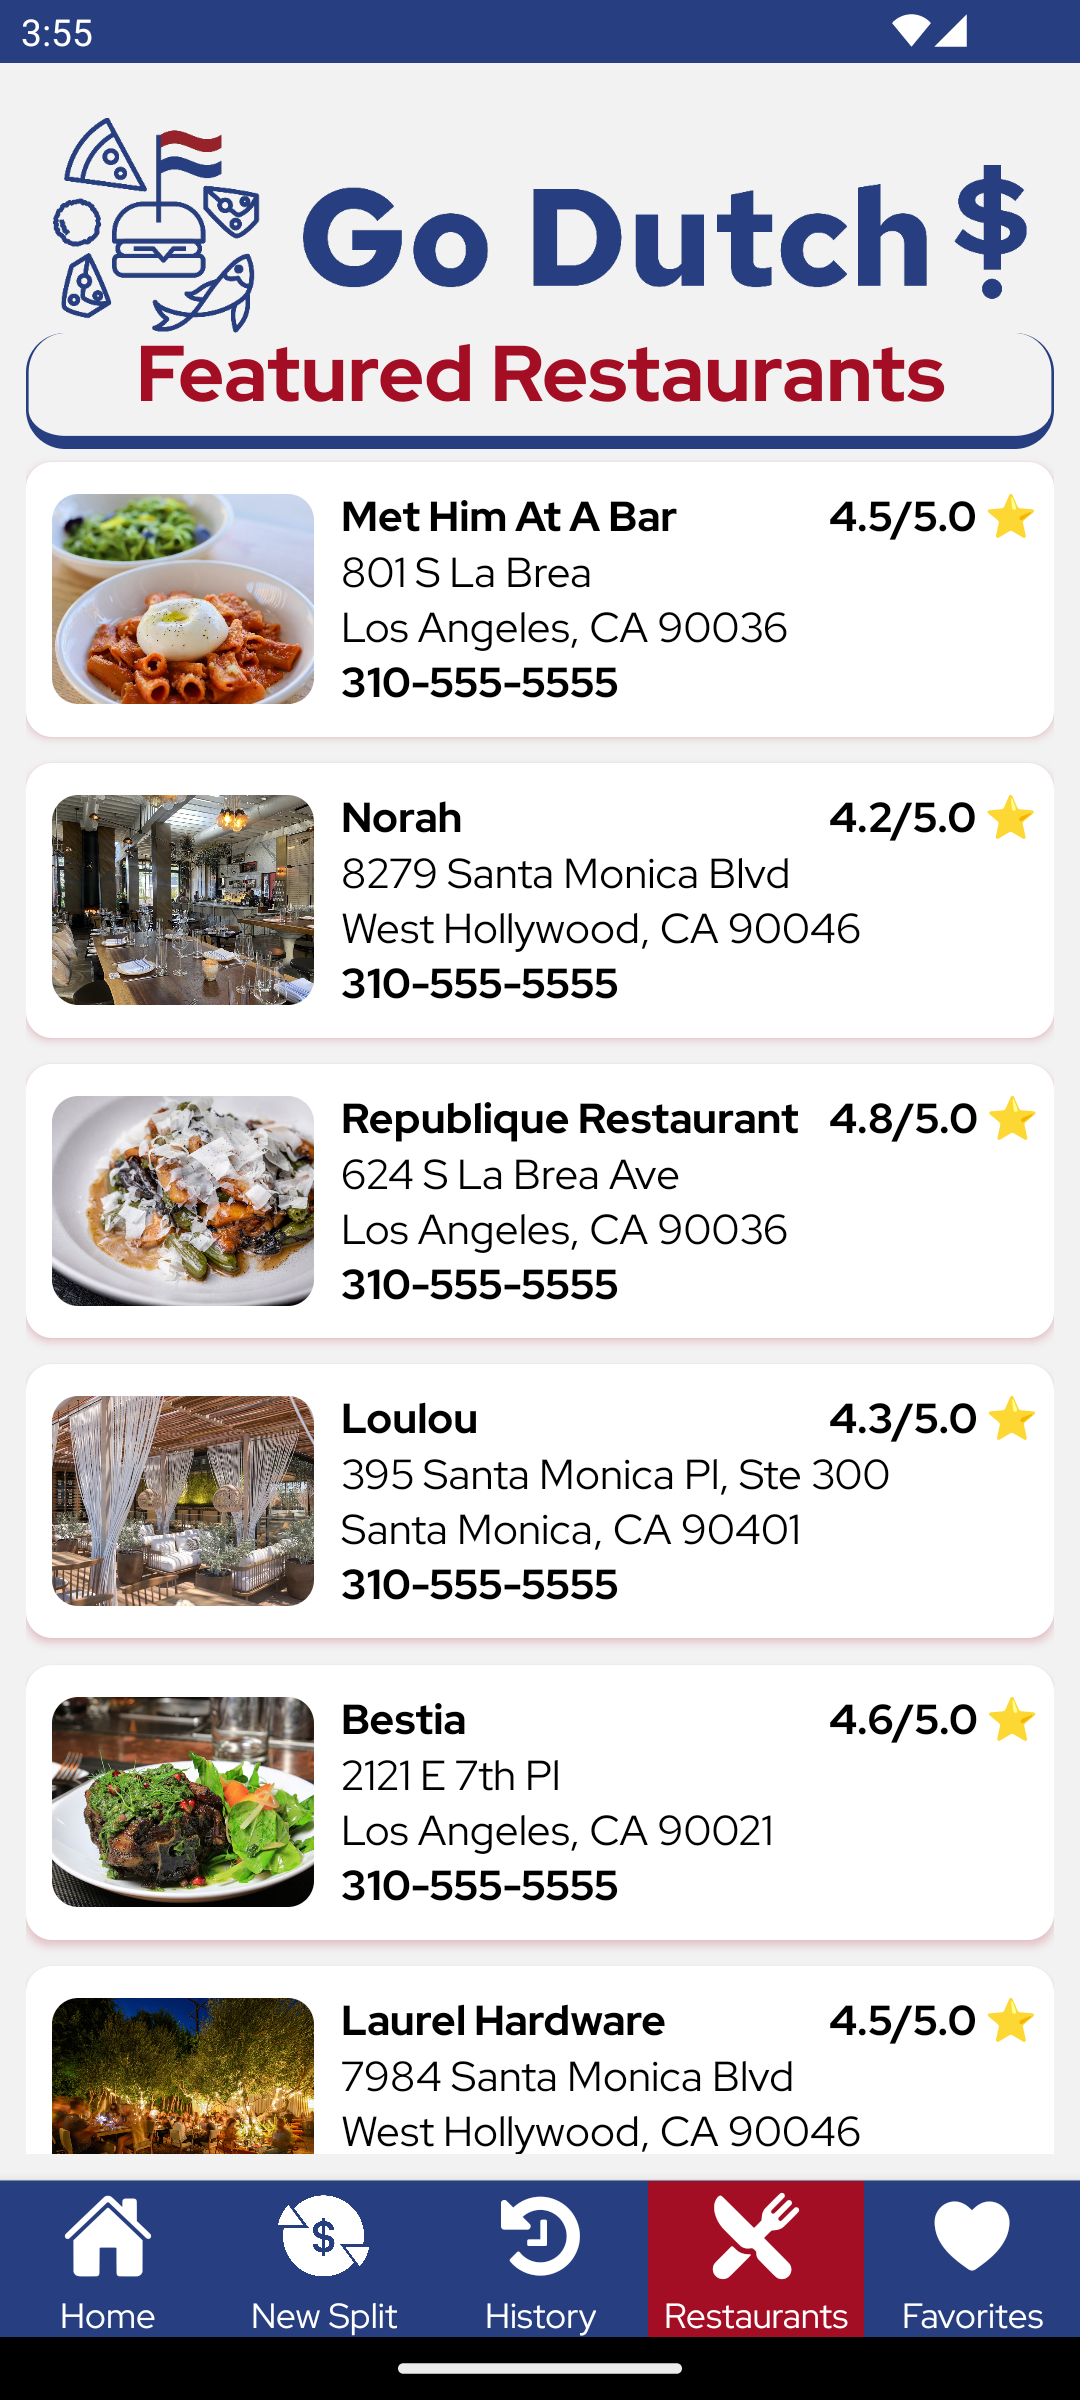 3:55
Go Dutch $
Featured Restaurants
Met Him At A Bar 4.5/5.0
801 S La Brea
Los Angeles, CA 90036
310-555-5555
Norah 4.2/5.0
8279 Santa Monica Blvd
West Hollywood, CA 90046
310-555-5555
Republique Restaurant 4.8/5.0
624 S La Brea Ave
Los Angeles, CA 90036
310-555-5555
Loulou 4.3/5.0
395 Santa Monica Pl, Ste 300
Santa Monica, CA 90401
310-555-5555
Bestia 4.6/5.0
2121 E 7th Pl
Los Angeles, CA 90021
310-555-5555
Laurel Hardware 4.5/5.0
7984 Santa Monica Blvd
West Hollywood, CA 90046
$
Home New Split History Restaurants Favorites